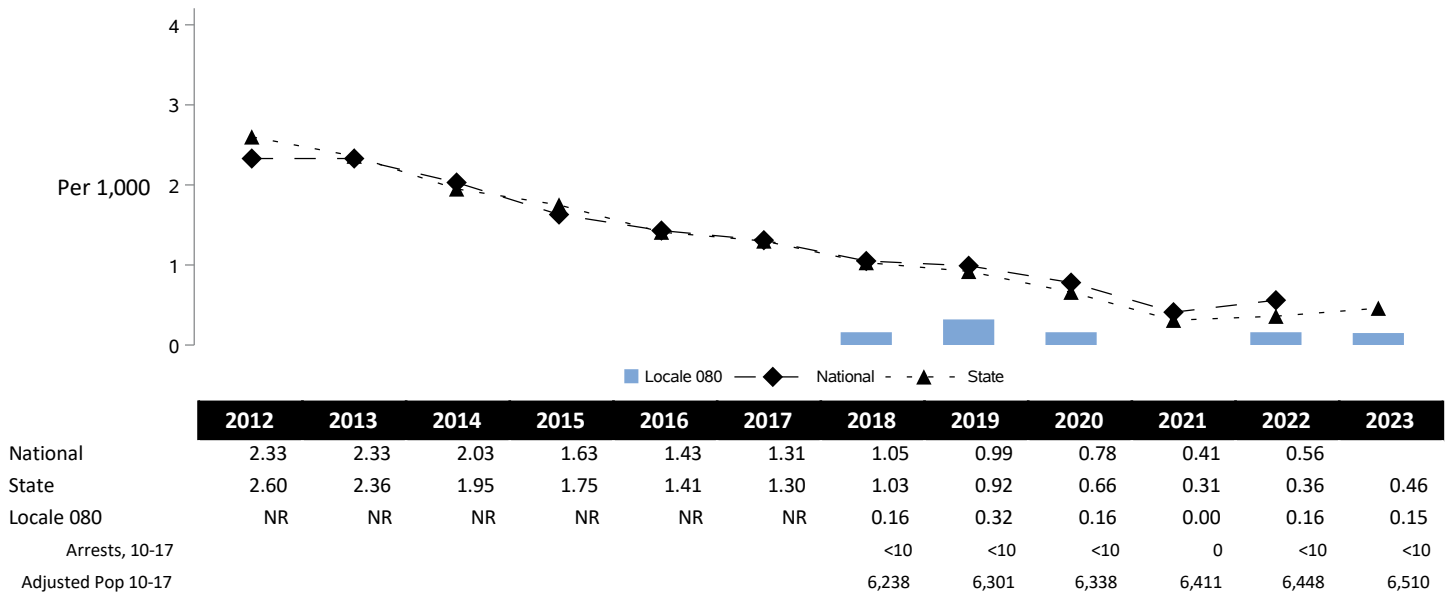 4
3
Per 1,000
2
1
0
Locale 080 National State
2012 2013 2014 2015 2016 2017 2018 2019 2020 2021 2022 2023
National 2.33 2.33 2.03 1.63 1.43 1.31 1.05 0.99 0.78 0.41 0.56
State 2.60 2.36 1.95 1.75 1.41 1.30 1.03 0.92 0.66 0.31 0.36 0.46
Locale 080 NR NR NR NR NR NR 0.16 0.32 0.16 0.00 0.16 0.15
Arrests, 10-17 <10 <10 <10 0 <10 <10
Adjusted Pop 10-17 6,238 6,301 6,338 6,411 6,448 6,510